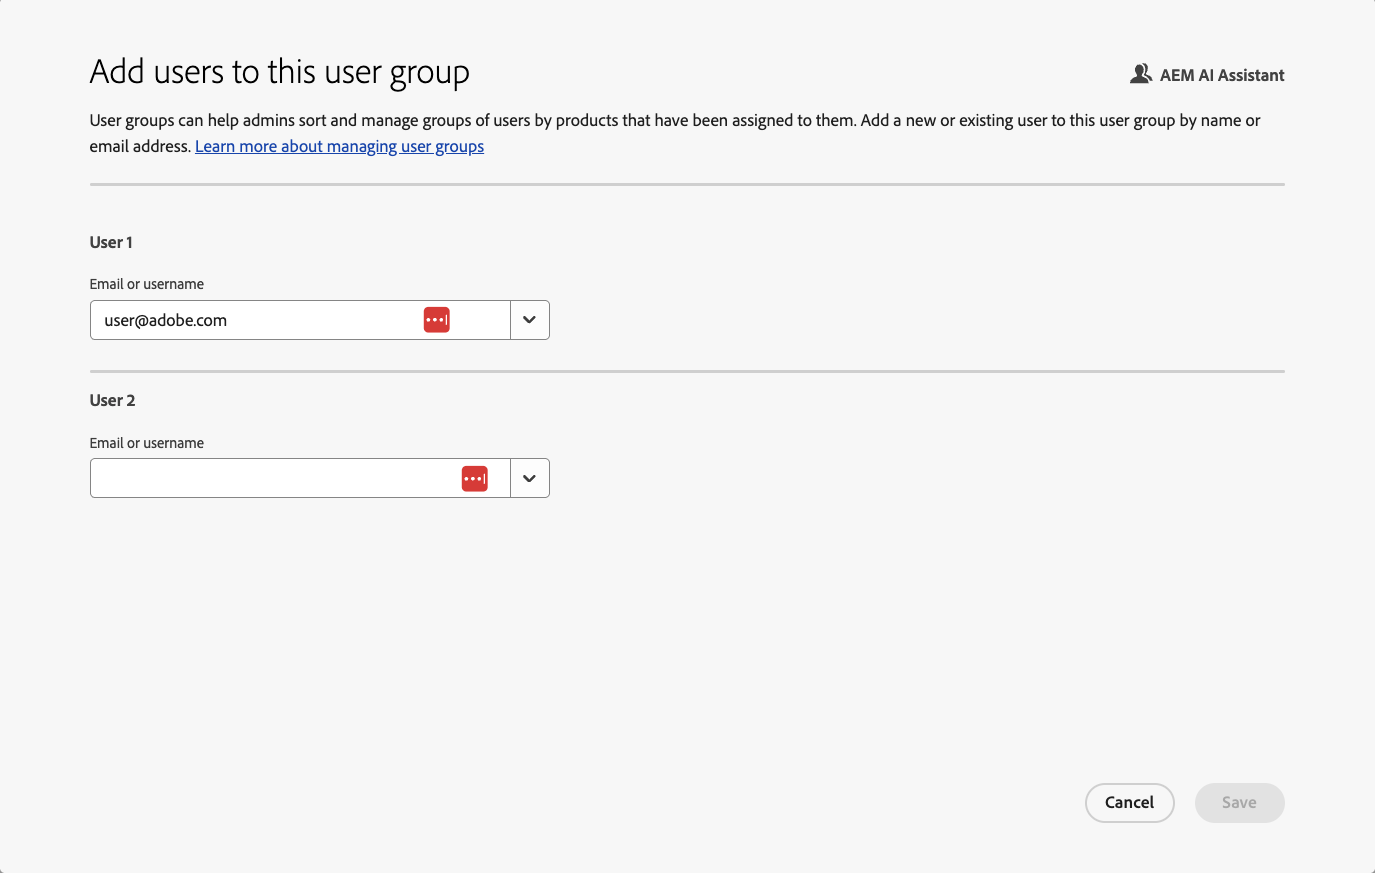 Add users to this user group
AEM AI Assistant
User groups can help admins sort and manage groups of users by products that have been assigned to them. Add a new or existing user to this user group by name or
email address. Learn more about managing user groups
User 1
Email or username
user@adobe.com
User 2
Email or username
Cancel
Save